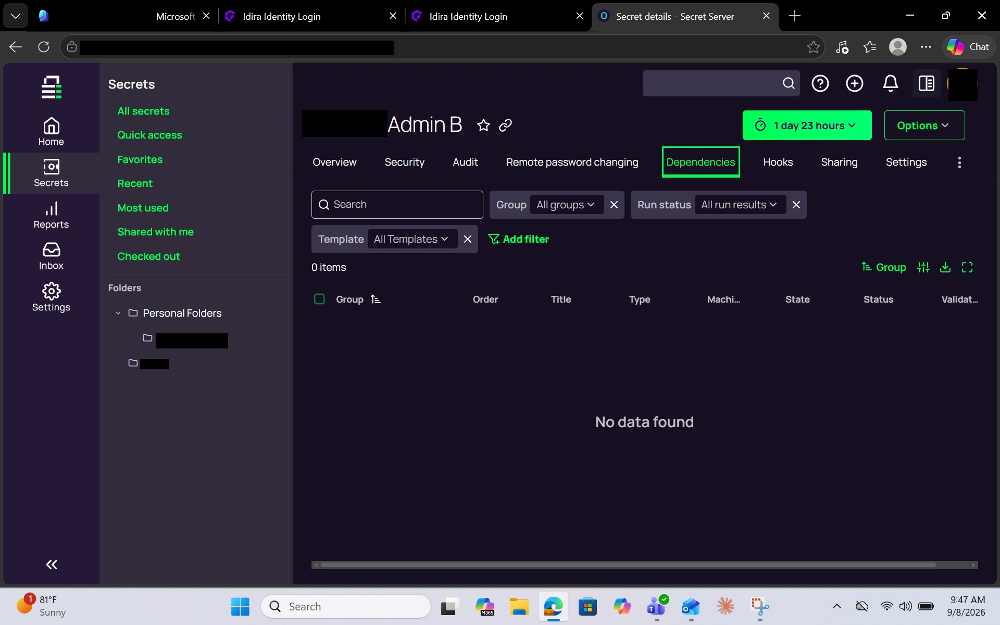 Microsoft
Idira Identity Login
Idira Identity Login
Secret details - Secret Server
Chat
Home
Secrets
Reports
Inbox
Settings
Secrets
All secrets
Quick access
Favorites
Recent
Most used
Shared with me
Checked out
Folders
Personal Folders
Admin B
1 day 23 hours
Options
Overview
Security
Audit
Remote password changing
Dependencies
Hooks
Sharing
Settings
Search
Group All groups
Run status All run results
Template All Templates
Add filter
0 items
Group
Group
Order
Title
Type
Machi...
State
Status
Validat...
No data found
1
81°F
Sunny
Search
M365
9:47 AM
9/8/2026